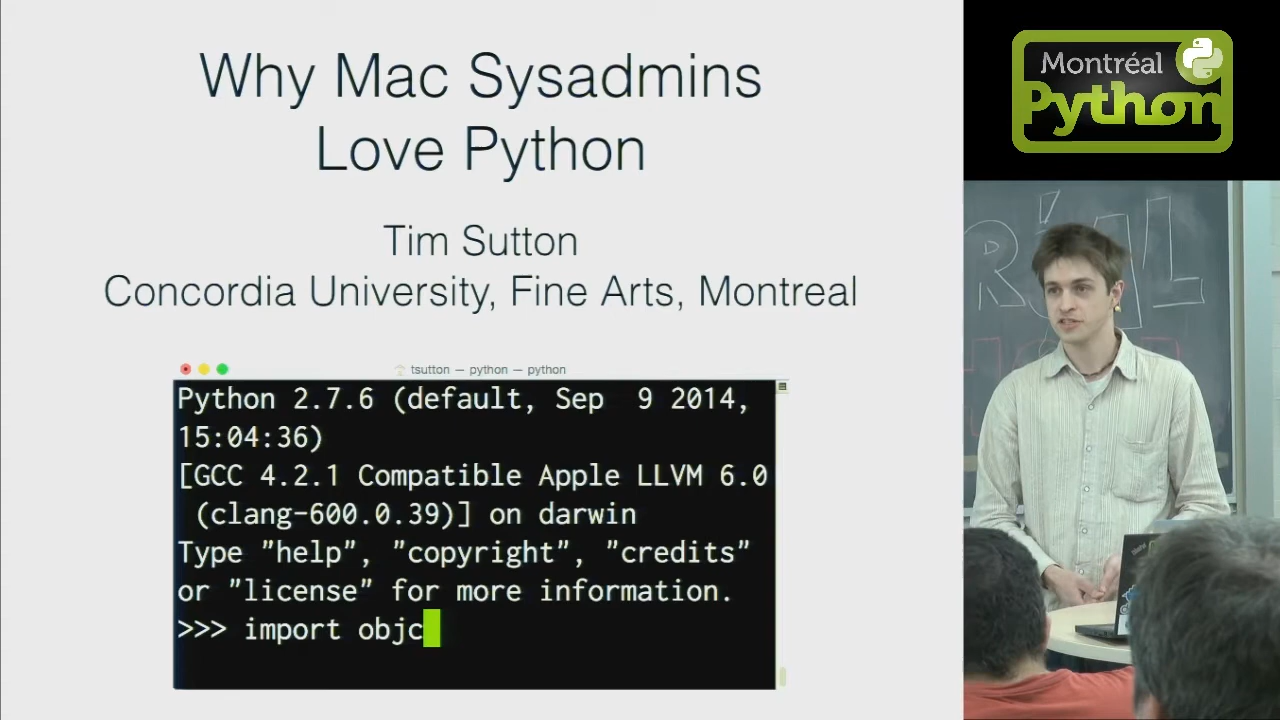 Why Mac Sysadmins
Love Python
Tim Sutton
Concordia University, Fine Arts, Montreal
tsutton — python — python
Python 2.7.6 (default, Sep  9 2014,
15:04:36)
[GCC 4.2.1 Compatible Apple LLVM 6.0
 (clang-600.0.39)] on darwin
Type "help", "copyright", "credits"
or "license" for more information.
>>> import objc
Montréal
Python